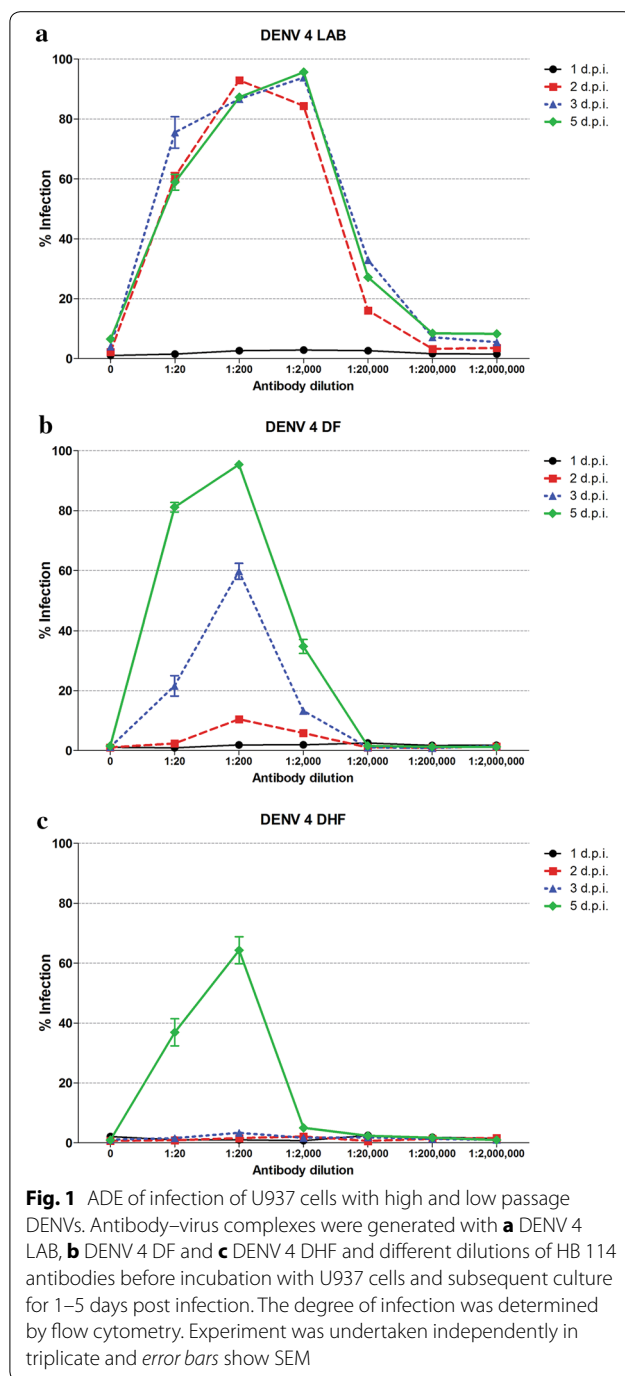 a
DENV 4 LAB
100
80
60
40
20
0
% Infection
0 1:20 1:200 1:2,000 1:20,000 1:200,000 1:2,000,000
Antibody dilution
1 d.p.i.
2 d.p.i.
3 d.p.i.
5 d.p.i.
b
DENV 4 DF
100
80
60
40
20
0
% Infection
0 1:20 1:200 1:2,000 1:20,000 1:200,000 1:2,000,000
Antibody dilution
1 d.p.i.
2 d.p.i.
3 d.p.i.
5 d.p.i.
c
DENV 4 DHF
100
80
60
40
20
0
% Infection
0 1:20 1:200 1:2,000 1:20,000 1:200,000 1:2,000,000
Antibody dilution
1 d.p.i.
2 d.p.i.
3 d.p.i.
5 d.p.i.
Fig. 1 ADE of infection of U937 cells with high and low passage
DENVs. Antibody–virus complexes were generated with a DENV 4
LAB, b DENV 4 DF and c DENV 4 DHF and different dilutions of HB 114
antibodies before incubation with U937 cells and subsequent culture
for 1–5 days post infection. The degree of infection was determined
by flow cytometry. Experiment was undertaken independently in
triplicate and error bars show SEM